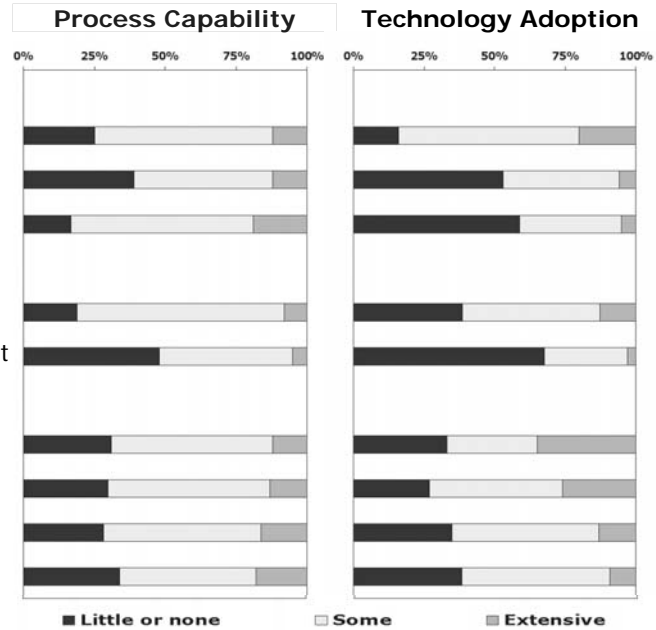 Process Capability Technology Adoption
0% 25% 50% 75% 100% 0% 25% 50% 75% 100%
t
Little or none Some Extensive